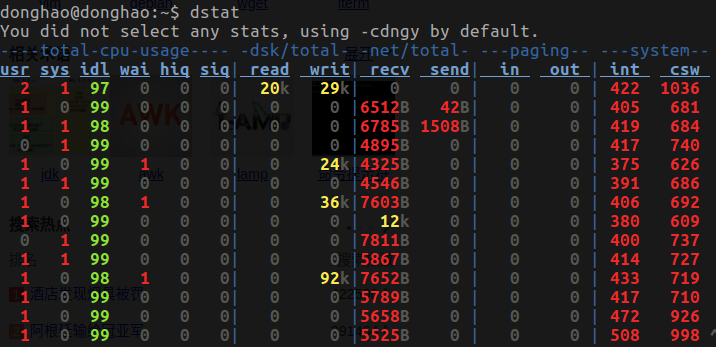 donghao@donghao:~$ dstat
You did not select any stats, using -cdngy by default.
----total-cpu-usage---- -dsk/total- -net/total- ---paging-- ---system--
usr sys idl wai hiq siq| read  writ| recv  send|  in   out | int   csw
  2   1  97   0   0   0|  20k   29k|   0     0 |   0     0 | 422  1036
  1   0  99   0   0   0|   0     0 |6512B   42B|   0     0 | 405   681
  1   1  98   0   0   0|   0     0 |6785B 1508B|   0     0 | 419   684
  0   1  99   0   0   0|   0     0 |4895B    0 |   0     0 | 417   740
  1   0  99   1   0   0|   0    24k|4325B    0 |   0     0 | 375   626
  1   1  99   0   0   0|   0     0 |4546B    0 |   0     0 | 391   686
  1   0  98   1   0   0|   0    36k|7603B    0 |   0     0 | 406   692
  1   0  99   0   0   0|   0     0 |  12k    0 |   0     0 | 380   609
  0   1  99   0   0   0|   0     0 |7811B    0 |   0     0 | 400   737
  1   1  99   0   0   0|   0     0 |5867B    0 |   0     0 | 414   727
  1   0  98   1   0   0|   0    92k|7652B    0 |   0     0 | 433   719
  1   0  99   0   0   0|   0     0 |5789B    0 |   0     0 | 417   710
  1   0  99   0   0   0|   0     0 |5658B    0 |   0     0 | 472   926
  1   0  99   0   0   0|   0     0 |5525B    0 |   0     0 | 508   998